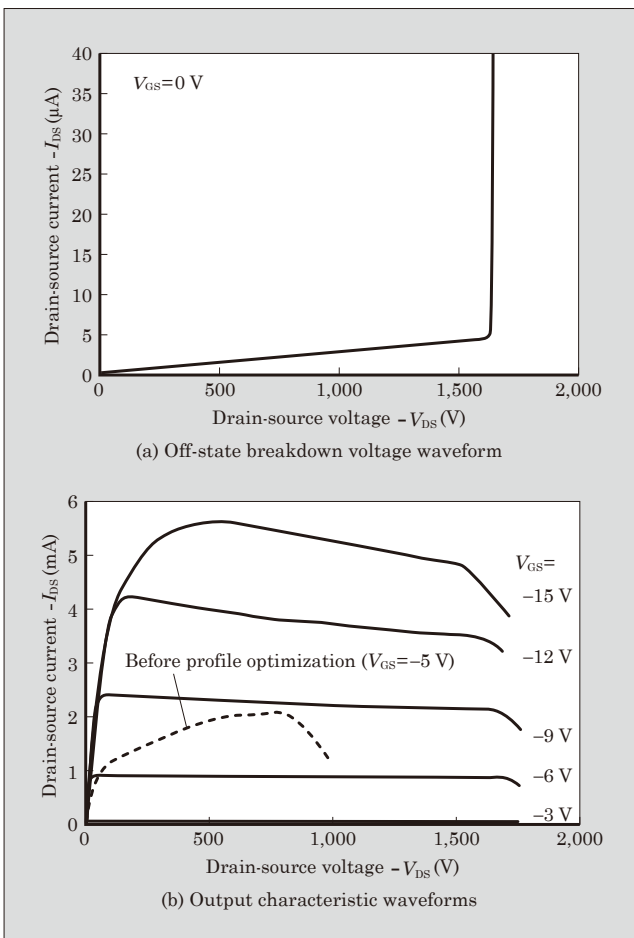 40
35
30
25
20
15
10
5
0
Drain-source current -IDS (μA)
VGS=0 V
0
500
1,000
1,500
2,000
Drain-source voltage -VDS (V)
(a) Off-state breakdown voltage waveform
6
5
4
3
2
1
0
Drain-source current -IDS (mA)
VGS=
-15 V
-12 V
Before profile optimization (VGS=-5 V)
-9 V
-6 V
-3 V
0
500
1,000
1,500
2,000
Drain-source voltage -VDS (V)
(b) Output characteristic waveforms